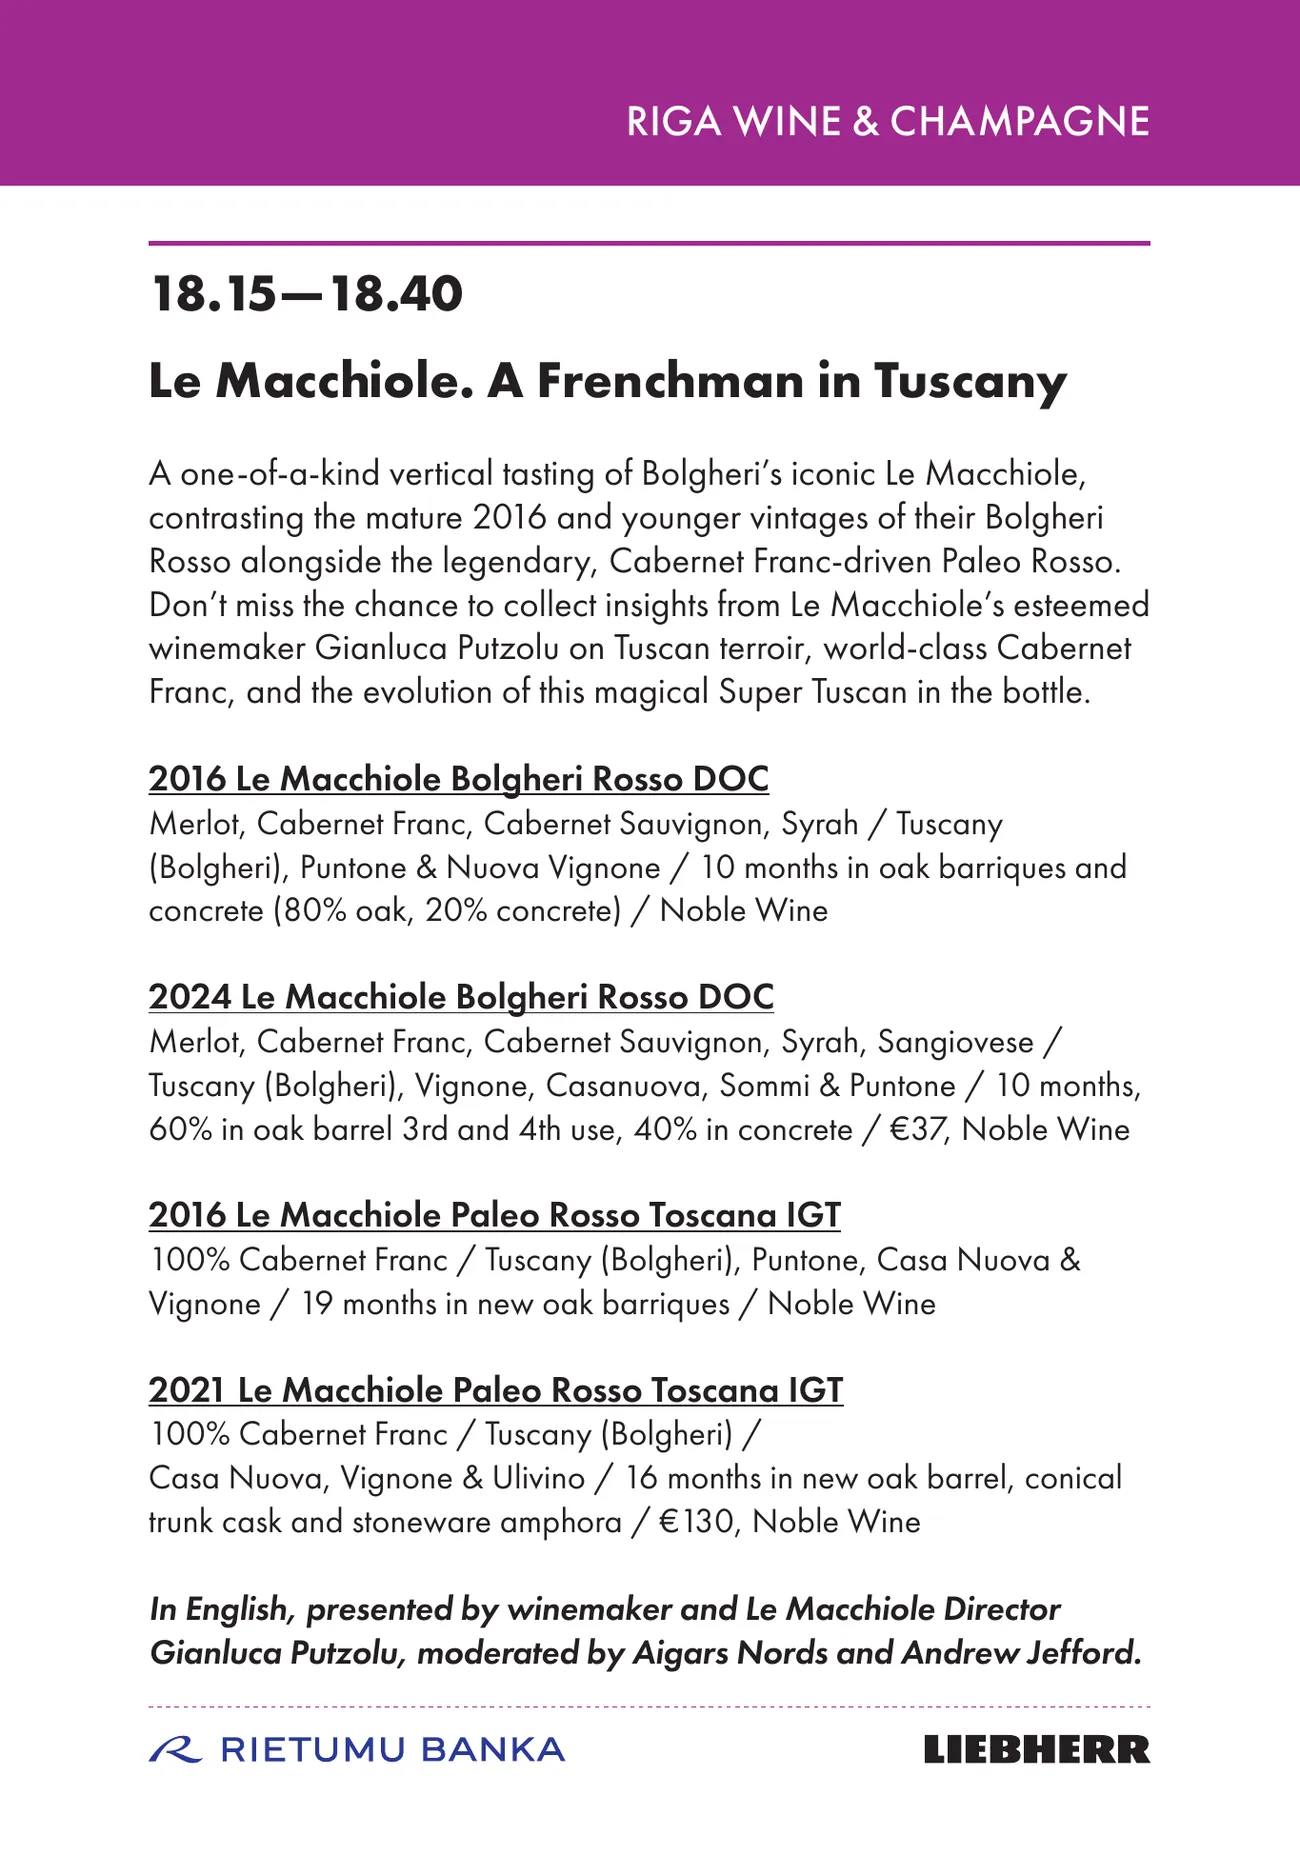 RIGA WINE & CHAMPAGNE
18.15—18.40
Le Macchiole. A Frenchman in Tuscany
A one-of-a-kind vertical tasting of Bolgheri’s iconic Le Macchiole,
contrasting the mature 2016 and younger vintages of their Bolgheri
Rosso alongside the legendary, Cabernet Franc-driven Paleo Rosso.
Don’t miss the chance to collect insights from Le Macchiole’s esteemed
winemaker Gianluca Putzolu on Tuscan terroir, world-class Cabernet
Franc, and the evolution of this magical Super Tuscan in the bottle.
2016 Le Macchiole Bolgheri Rosso DOC
Merlot, Cabernet Franc, Cabernet Sauvignon, Syrah / Tuscany
(Bolgheri), Puntone & Nuova Vignone / 10 months in oak barriques and
concrete (80% oak, 20% concrete) / Noble Wine
2024 Le Macchiole Bolgheri Rosso DOC
Merlot, Cabernet Franc, Cabernet Sauvignon, Syrah, Sangiovese /
Tuscany (Bolgheri), Vignone, Casanuova, Sommi & Puntone / 10 months,
60% in oak barrel 3rd and 4th use, 40% in concrete / €37, Noble Wine
2016 Le Macchiole Paleo Rosso Toscana IGT
100% Cabernet Franc / Tuscany (Bolgheri), Puntone, Casa Nuova &
Vignone / 19 months in new oak barriques / Noble Wine
2021 Le Macchiole Paleo Rosso Toscana IGT
100% Cabernet Franc / Tuscany (Bolgheri) /
Casa Nuova, Vignone & Ulivino / 16 months in new oak barrel, conical
trunk cask and stoneware amphora / €130, Noble Wine
In English, presented by winemaker and Le Macchiole Director
Gianluca Putzolu, moderated by Aigars Nords and Andrew Jefford.
RIETUMU BANKA
LIEBHERR